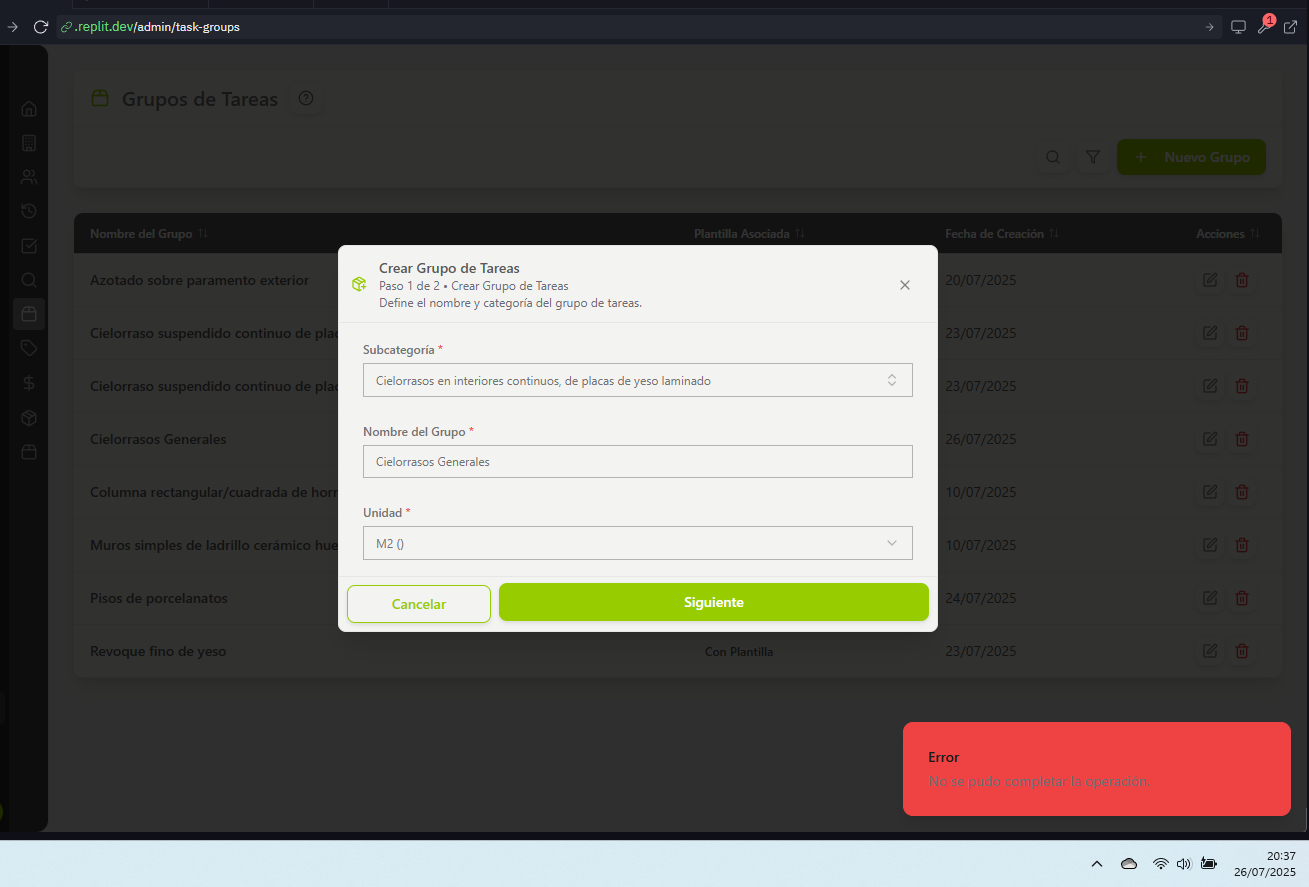 .replit.dev/admin/task-groups
1
Grupos de Tareas
Nuevo Grupo
Nombre del Grupo
Plantilla Asociada
Fecha de Creación
Acciones
Azotado sobre paramento exterior
20/07/2025
Cielorraso suspendido continuo de plac
23/07/2025
Cielorraso suspendido continuo de plac
23/07/2025
Cielorrasos Generales
26/07/2025
Columna rectangular/cuadrada de horr
10/07/2025
Muros simples de ladrillo cerámico hue
10/07/2025
Pisos de porcelanatos
24/07/2025
Revoque fino de yeso
Con Plantilla
23/07/2025
Crear Grupo de Tareas
Paso 1 de 2 • Crear Grupo de Tareas
Define el nombre y categoría del grupo de tareas.
Subcategoría *
Cielorrasos en interiores continuos, de placas de yeso laminado
Nombre del Grupo *
Cielorrasos Generales
Unidad *
M2 ()
Cancelar
Siguiente
Error
No se pudo completar la operación.
20:37
26/07/2025